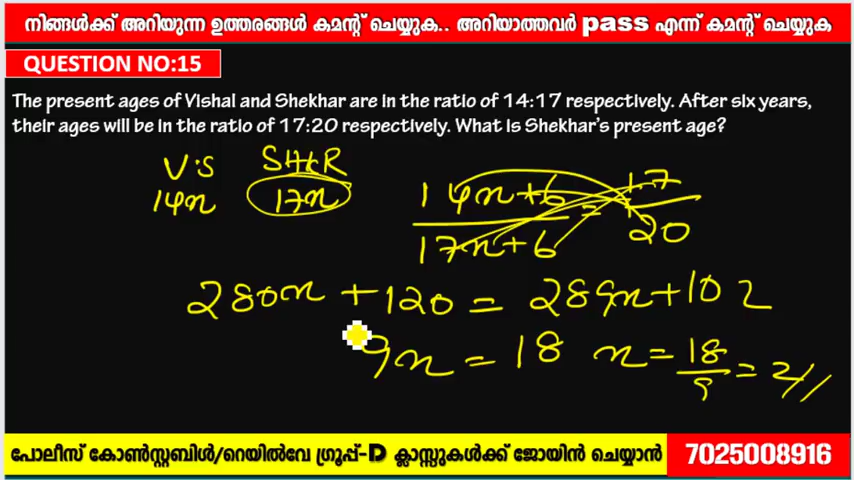 നിങ്ങൾക്ക് അറിയുന്ന ഉത്തരങ്ങൾ കമന്റ് ചെയ്യുക.. അറിയാത്തവർ pass എന്ന് കമന്റ് ചെയ്യുക
QUESTION NO:15
The present ages of Vishal and Shekhar are in the ratio of 14:17 respectively. After six years,
their ages will be in the ratio of 17:20 respectively. What is Shekhar's present age?
V.S SHKR
14x 17x
14x+6 / 17x+6 = 17 / 20
280x + 120 = 289x + 102
9x = 18 x = 18/9 = 2//
പോലീസ് കോൺസ്റ്റബിൾ/റെയിൽവേ ഗ്രൂപ്പ്-D ക്ലാസ്സുകൾക്ക് ജോയിൻ ചെയ്യാൻ 7025008916